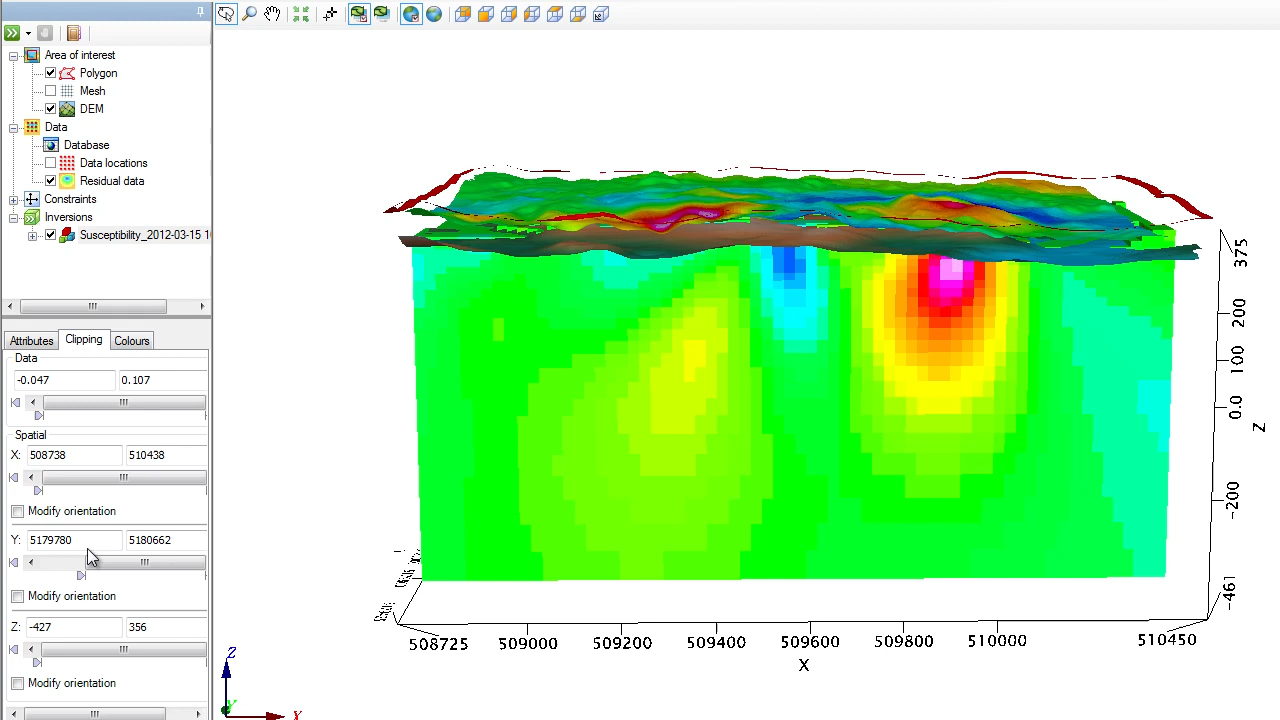 Area of interest
Polygon
Mesh
DEM
Data
Database
Data locations
Residual data
Constraints
Inversions
Susceptibility_2012-03-15 1
Attributes
Clipping
Colours
Data
-0.047
0.107
Spatial
X:
508738
510438
Modify orientation
Y:
5179780
5180662
Modify orientation
Z:
-427
356
Modify orientation
375
200
100
0.0
-200
-461
Z
508725
509000
509200
509400
509600
509800
510000
510450
X
Z
Y
X